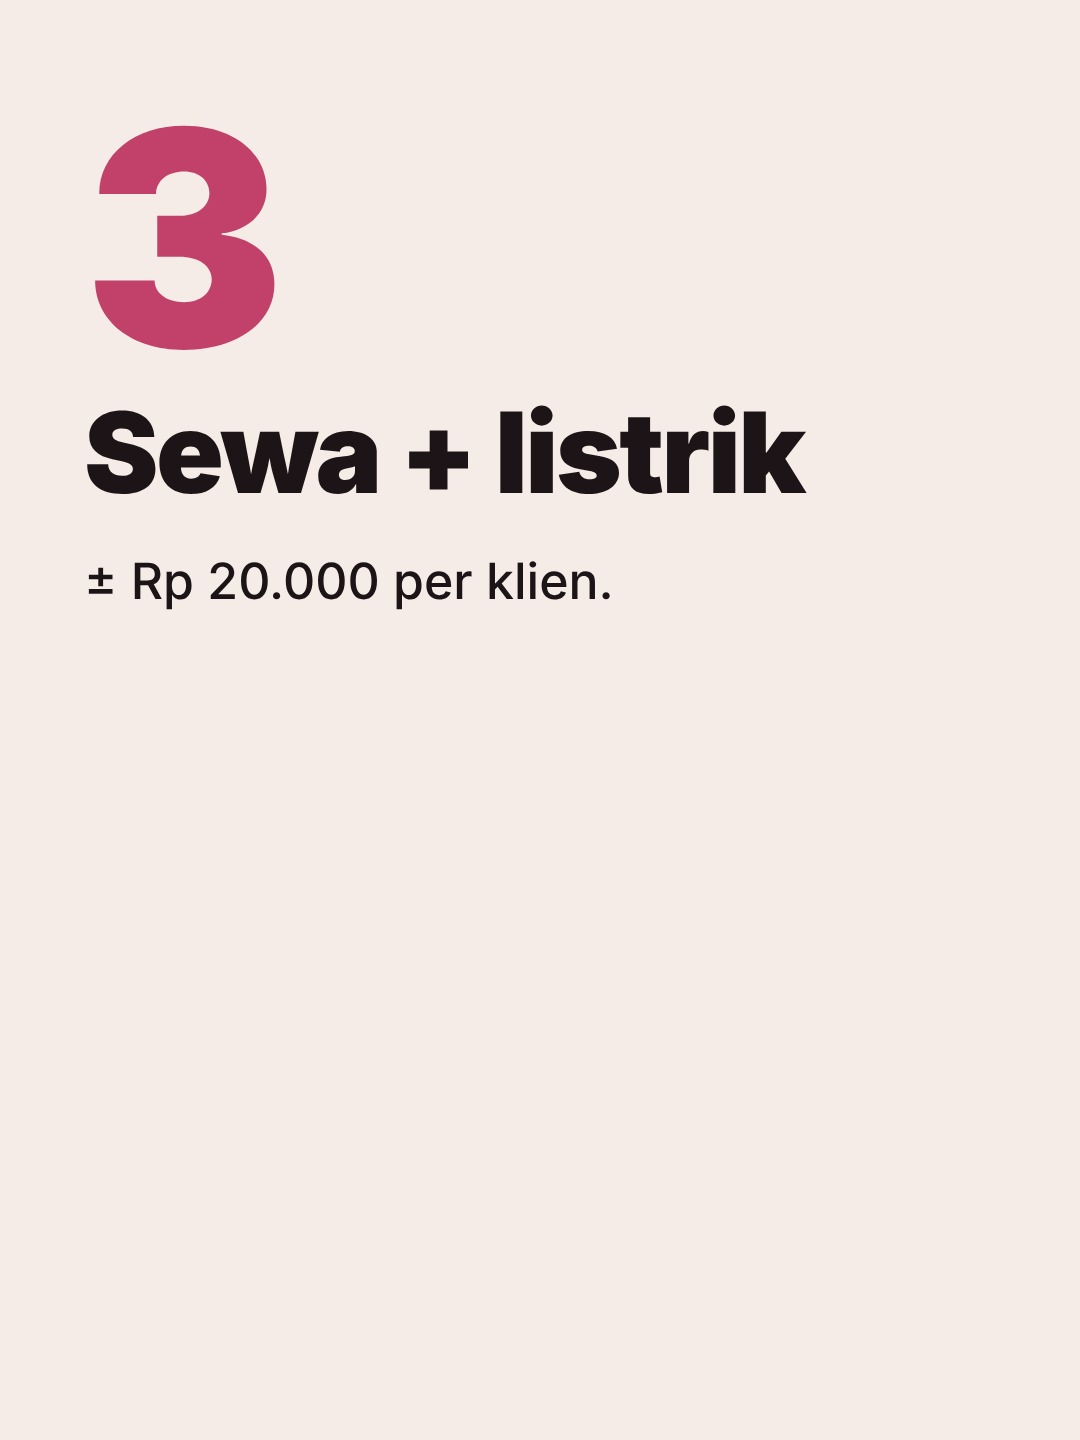 3
Sewa + listrik
± Rp 20.000 per klien.